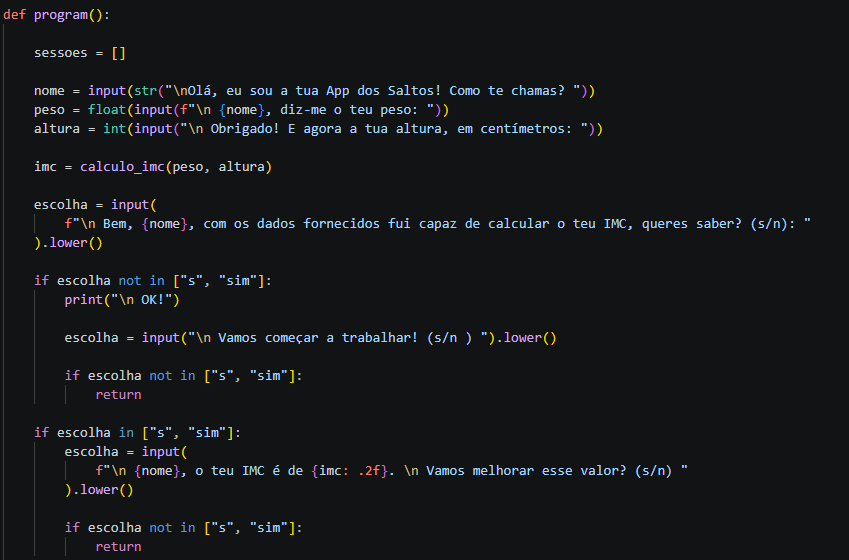 def program():
sessoes = []
nome = input(str("\nOlá, eu sou a tua App dos Saltos! Como te chamas? "))
peso = float(input(f"\n {nome}, diz-me o teu peso: "))
altura = int(input("\n Obrigado! E agora a tua altura, em centímetros: "))
imc = calculo_imc(peso, altura)
escolha = input(
f"\n Bem, {nome}, com os dados fornecidos fui capaz de calcular o teu IMC, queres saber? (s/n): "
).lower()
if escolha not in ["s", "sim"]:
print("\n OK!")
escolha = input("\n Vamos começar a trabalhar! (s/n ) ").lower()
if escolha not in ["s", "sim"]:
return
if escolha in ["s", "sim"]:
escolha = input(
f"\n {nome}, o teu IMC é de {imc: .2f}. \n Vamos melhorar esse valor? (s/n) "
).lower()
if escolha not in ["s", "sim"]:
return